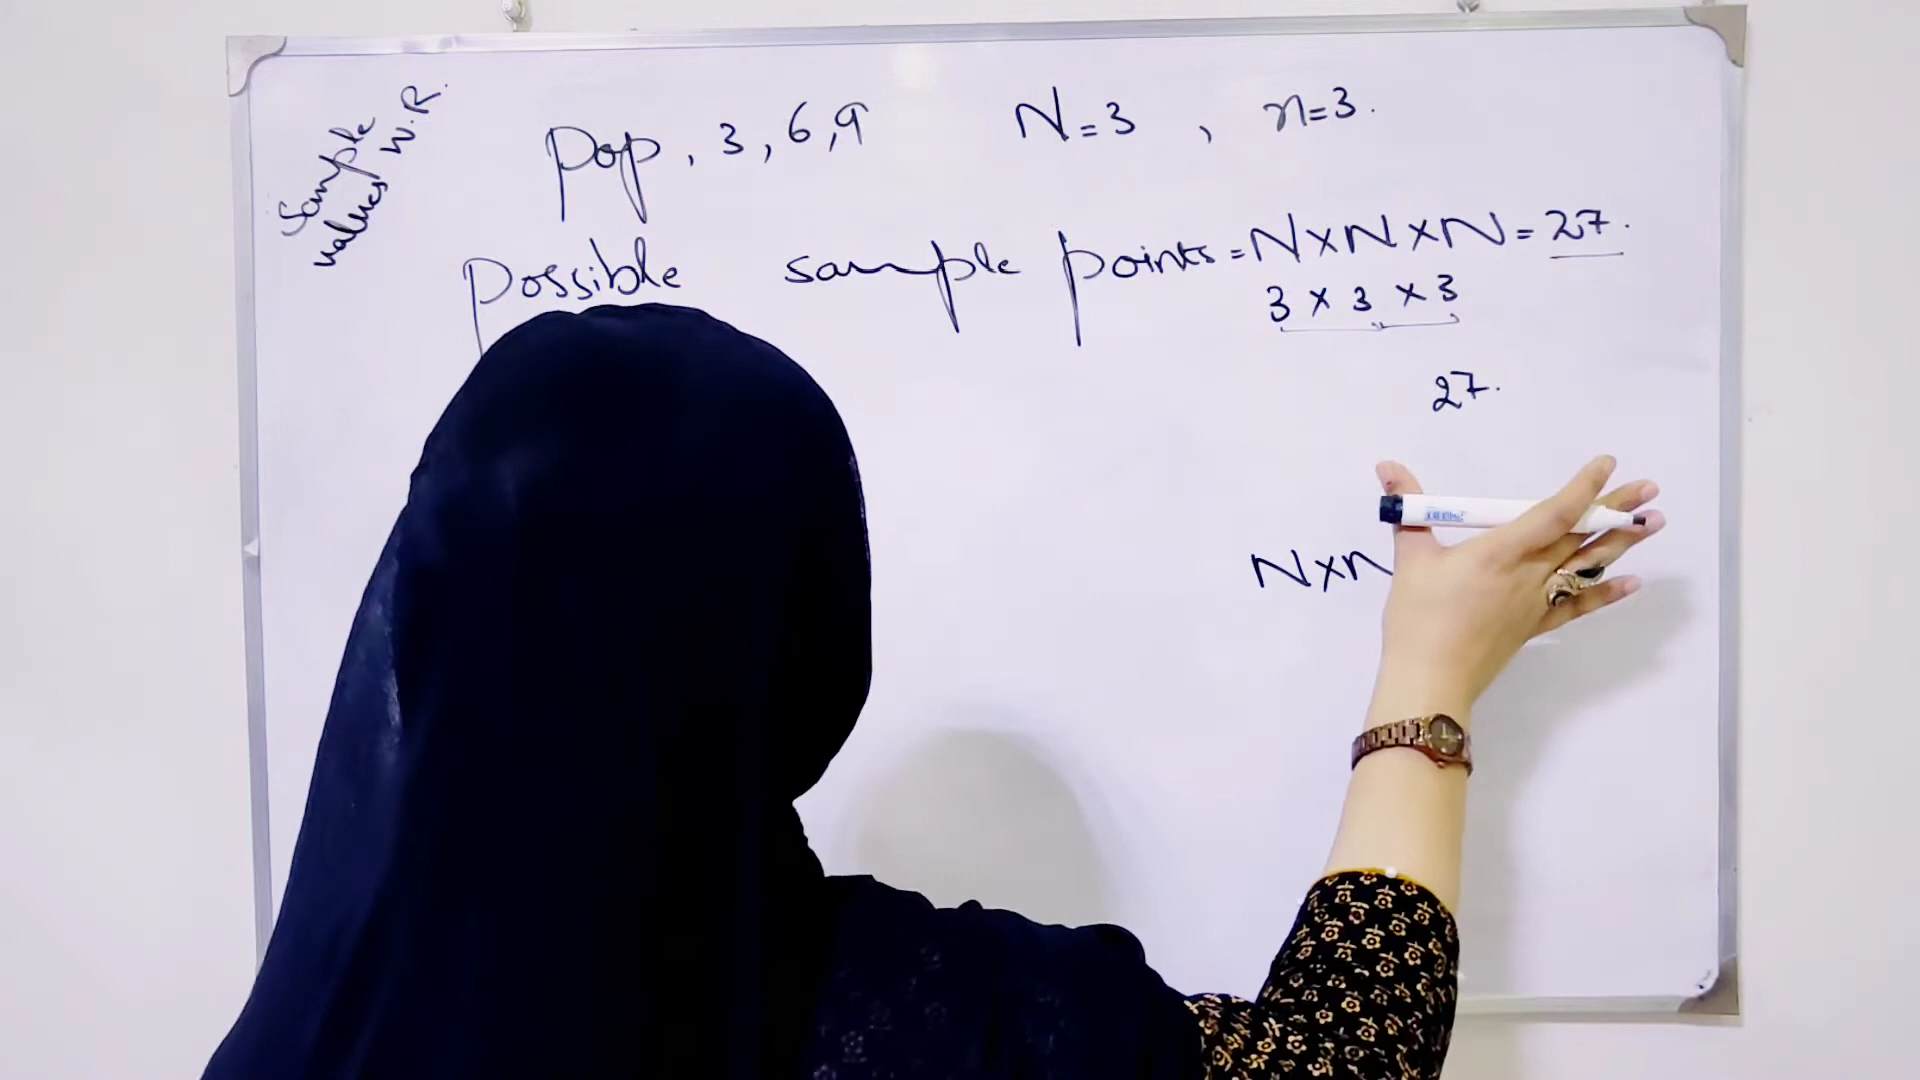 Sample
values W.R.
Pop, 3, 6, 9 N=3 , n=3.
Possible sample points = N×N×N = 27.
3 × 3 × 3
27.
N×N